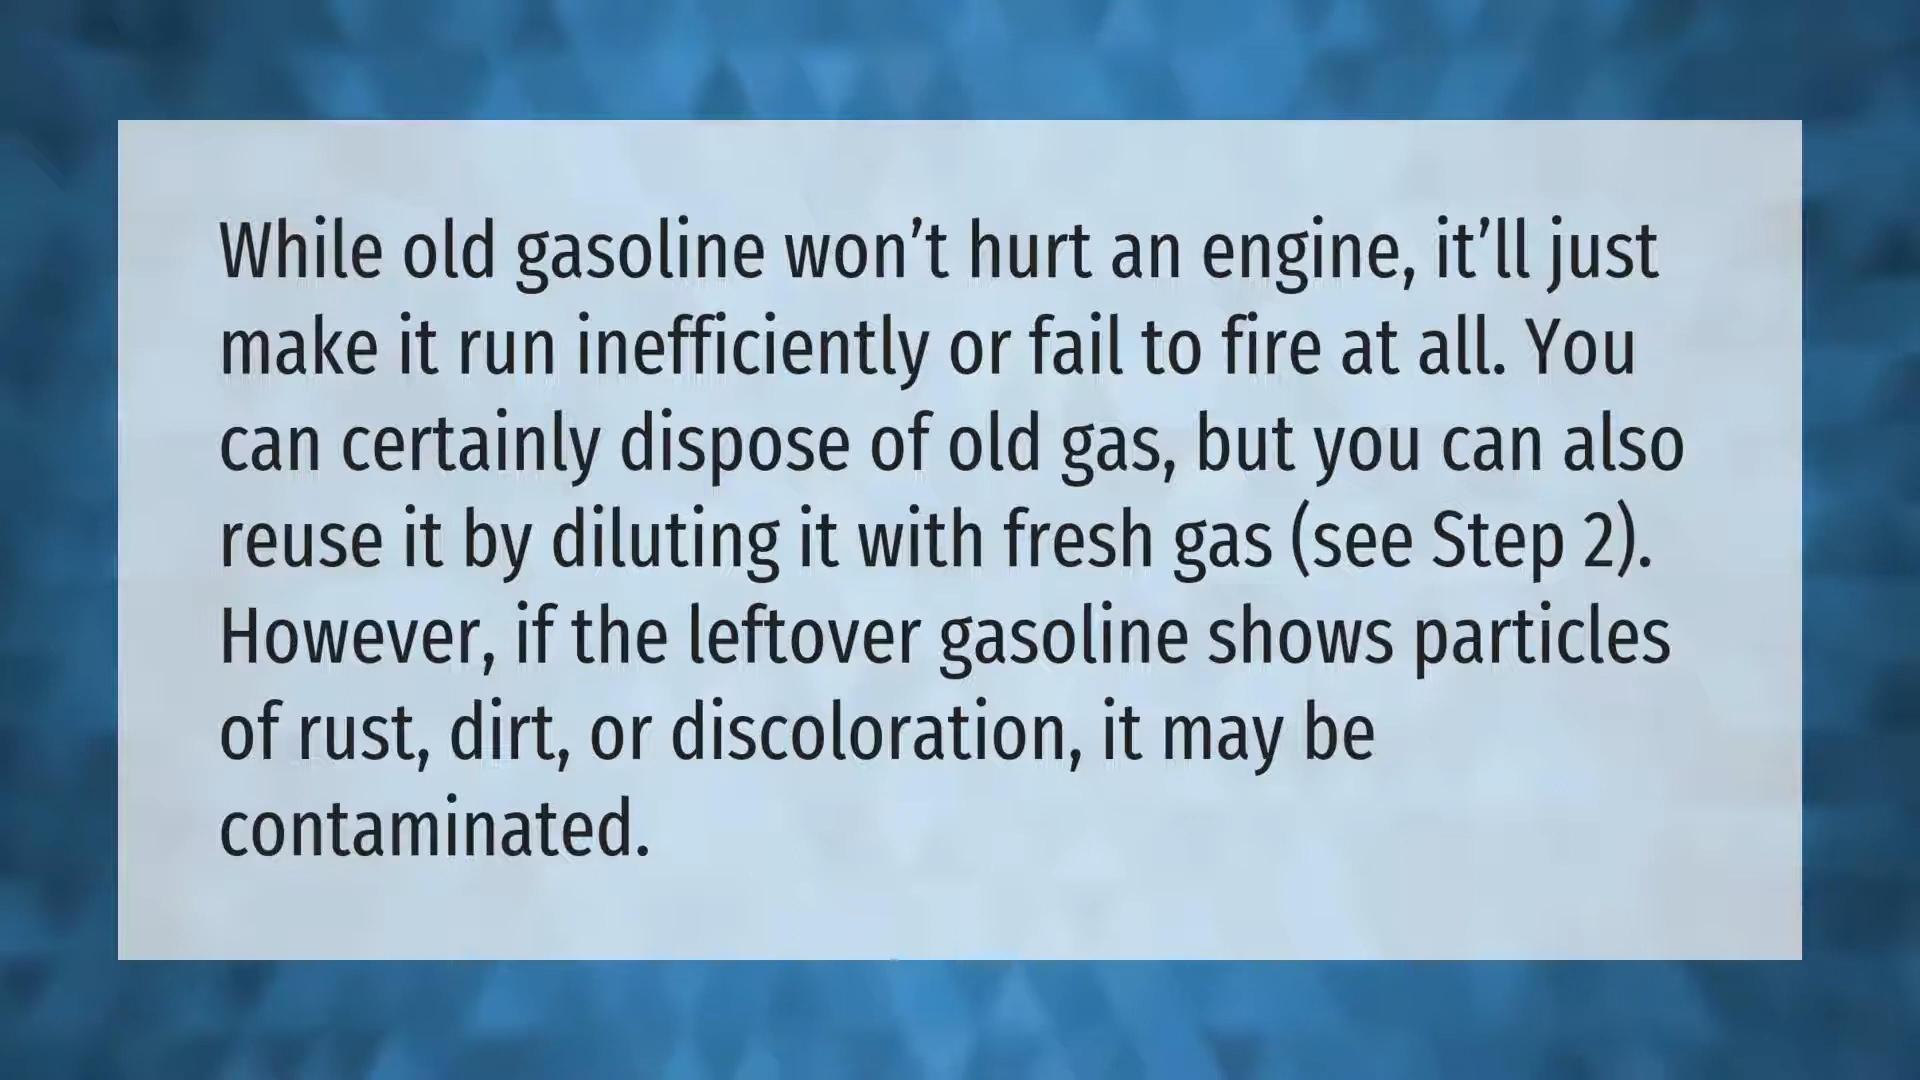 While old gasoline won’t hurt an engine, it’ll just
make it run inefficiently or fail to fire at all. You
can certainly dispose of old gas, but you can also
reuse it by diluting it with fresh gas (see Step 2).
However, if the leftover gasoline shows particles
of rust, dirt, or discoloration, it may be
contaminated.